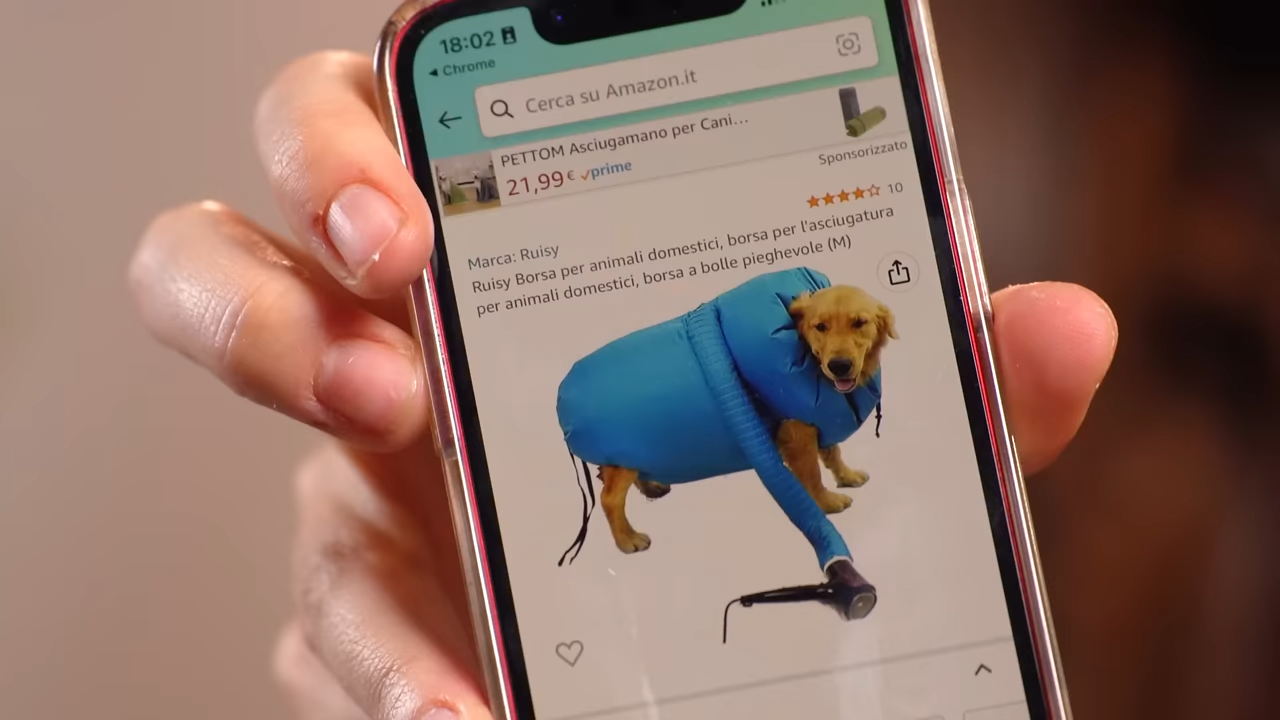 18:02
◄ Chrome
Cerca su Amazon.it
PETTOM Asciugamano per Cani...
21,99€ prime
Sponsorizzato
10
Marca: Ruisy
Ruisy Borsa per animali domestici, borsa per l'asciugatura
per animali domestici, borsa a bolle pieghevole (M)